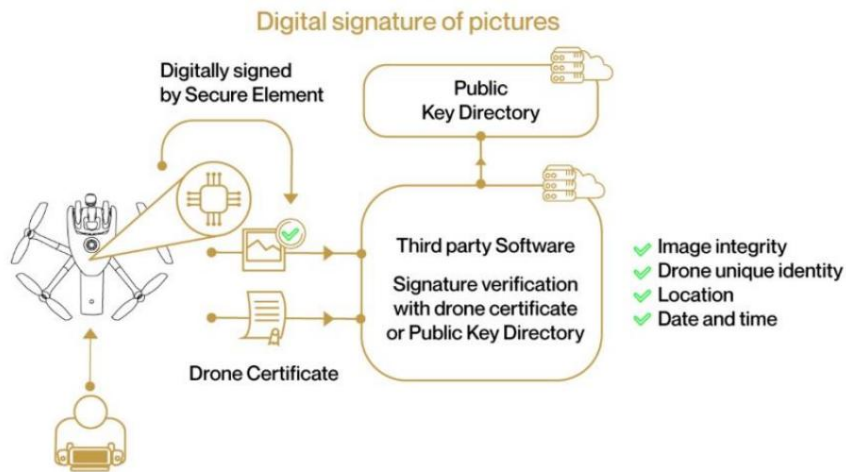 Digital signature of pictures
Digitally signed
by Secure Element
Public
Key Directory
Third party Software
Signature verification
with drone certificate
or Public Key Directory
Drone Certificate
Image integrity
Drone unique identity
Location
Date and time